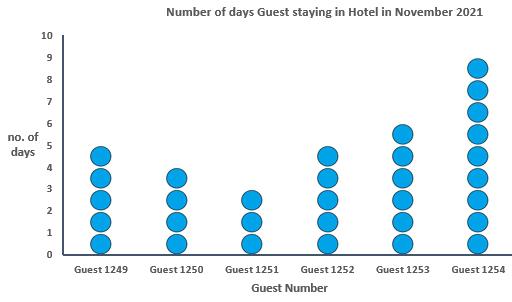 Number of days Guest staying in Hotel in November 2021
10
9
8
7
6
5
4
3
2
1
0
no. of
days
Guest 1249 Guest 1250 Guest 1251 Guest 1252 Guest 1253 Guest 1254
Guest Number